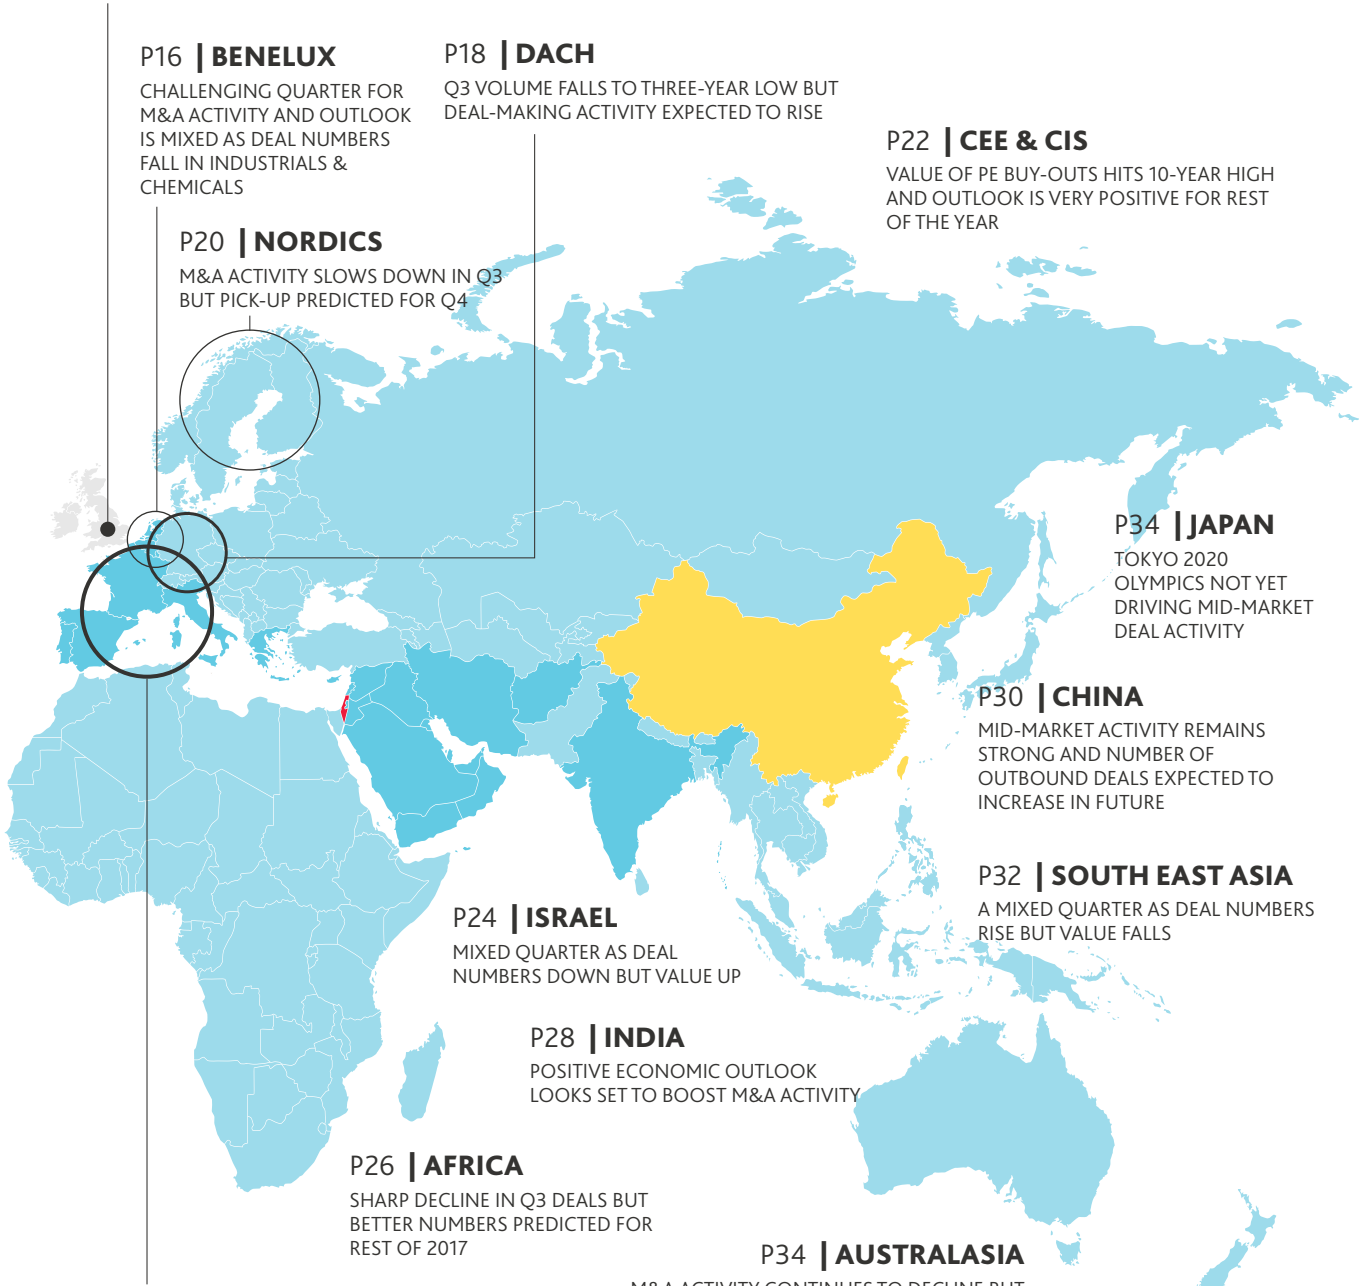 P16 | BENELUX
CHALLENGING QUARTER FOR
M&A ACTIVITY AND OUTLOOK
IS MIXED AS DEAL NUMBERS
FALL IN INDUSTRIALS &
CHEMICALS
P18 | DACH
Q3 VOLUME FALLS TO THREE-YEAR LOW BUT
DEAL-MAKING ACTIVITY EXPECTED TO RISE
P22 | CEE & CIS
VALUE OF PE BUY-OUTS HITS 10-YEAR HIGH
AND OUTLOOK IS VERY POSITIVE FOR REST
OF THE YEAR
P20 | NORDICS
M&A ACTIVITY SLOWS DOWN IN Q3
BUT PICK-UP PREDICTED FOR Q4
P34 | JAPAN
TOKYO 2020
OLYMPICS NOT YET
DRIVING MID-MARKET
DEAL ACTIVITY
P30 | CHINA
MID-MARKET ACTIVITY REMAINS
STRONG AND NUMBER OF
OUTBOUND DEALS EXPECTED TO
INCREASE IN FUTURE
P32 | SOUTH EAST ASIA
A MIXED QUARTER AS DEAL NUMBERS
RISE BUT VALUE FALLS
P24 | ISRAEL
MIXED QUARTER AS DEAL
NUMBERS DOWN BUT VALUE UP
P28 | INDIA
POSITIVE ECONOMIC OUTLOOK
LOOKS SET TO BOOST M&A ACTIVITY
P26 | AFRICA
SHARP DECLINE IN Q3 DEALS BUT
BETTER NUMBERS PREDICTED FOR
REST OF 2017
P34 | AUSTRALASIA
M&A ACTIVITY CONTINUES TO DECLINE BUT